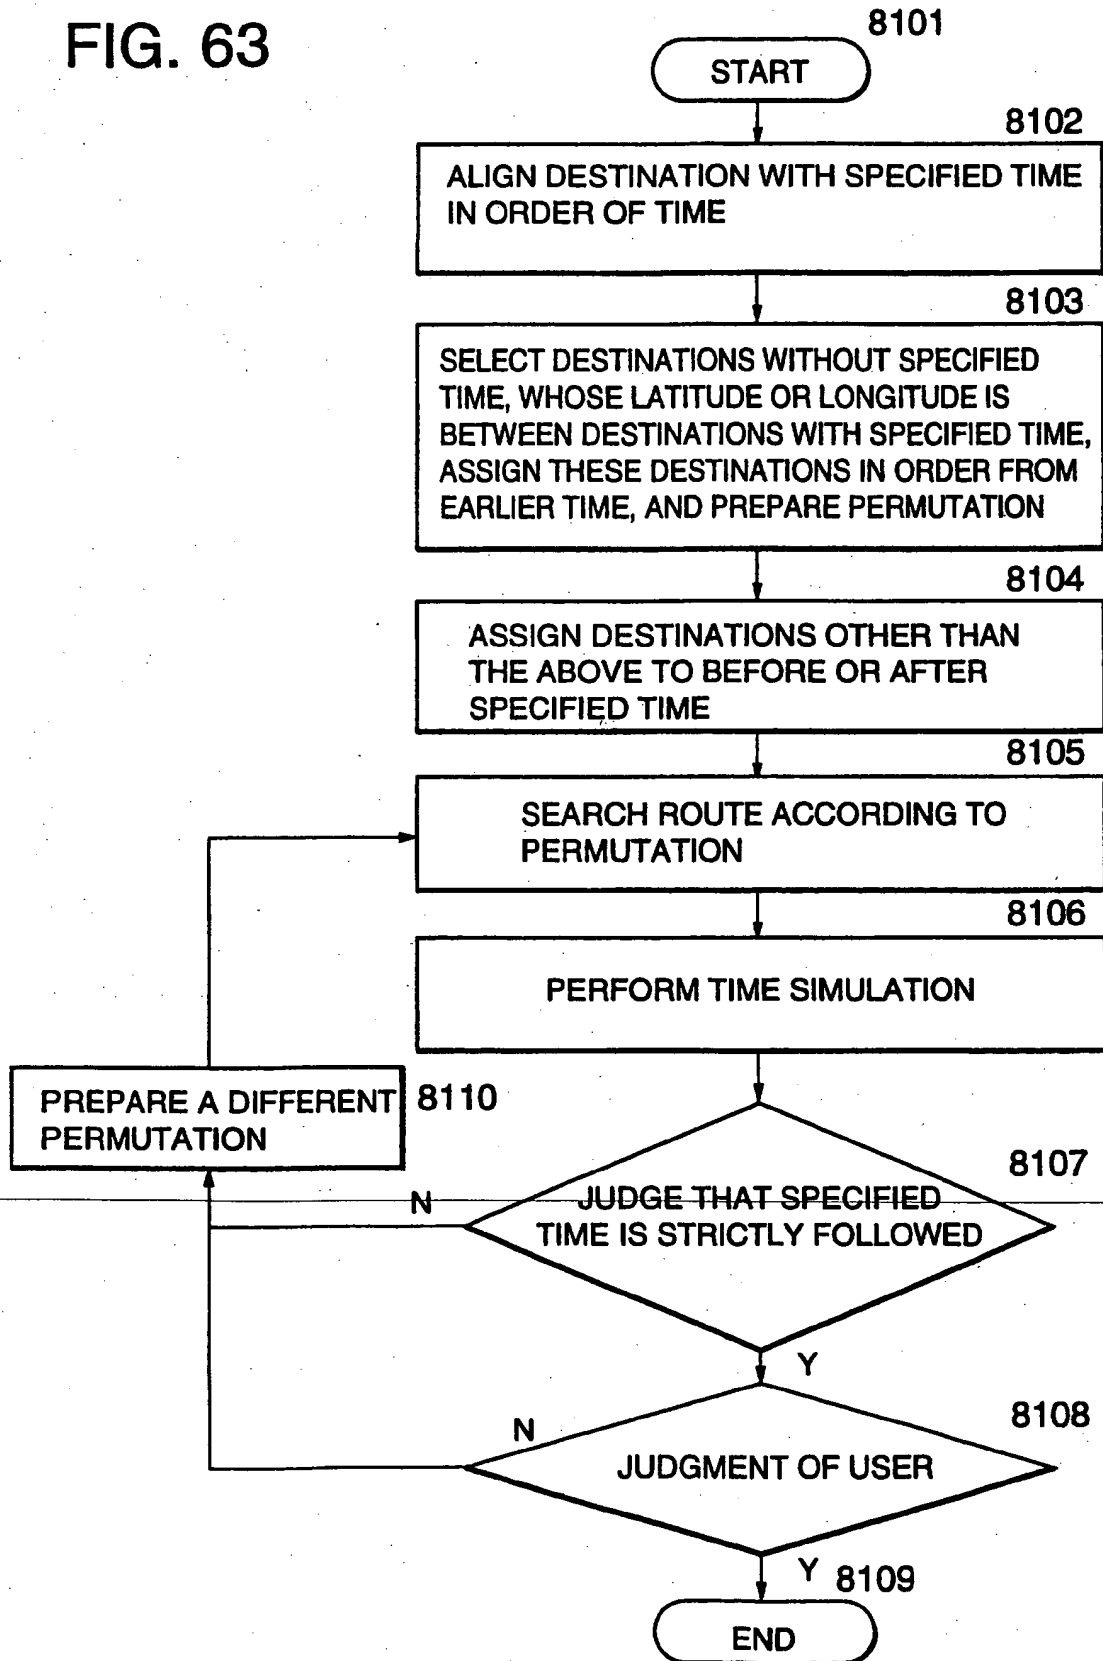 FIG. 63
8101
START
8102
ALIGN DESTINATION WITH SPECIFIED TIME
IN ORDER OF TIME
8103
SELECT DESTINATIONS WITHOUT SPECIFIED
TIME, WHOSE LATITUDE OR LONGITUDE IS
BETWEEN DESTINATIONS WITH SPECIFIED TIME,
ASSIGN THESE DESTINATIONS IN ORDER FROM
EARLIER TIME, AND PREPARE PERMUTATION
8104
ASSIGN DESTINATIONS OTHER THAN
THE ABOVE TO BEFORE OR AFTER
SPECIFIED TIME
8105
SEARCH ROUTE ACCORDING TO
PERMUTATION
8106
PERFORM TIME SIMULATION
PREPARE A DIFFERENT
PERMUTATION
8110
8107
N
JUDGE THAT SPECIFIED
TIME IS STRICTLY FOLLOWED
Y
8108
N
JUDGMENT OF USER
Y
8109
END